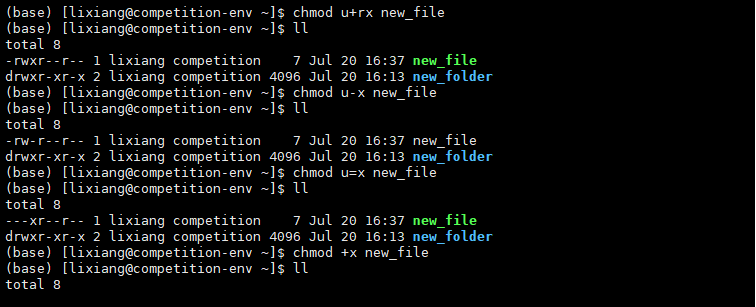 (base) [lixiang@competition-env ~]$ chmod u+rx new_file
(base) [lixiang@competition-env ~]$ ll
total 8
-rwxr--r-- 1 lixiang competition    7 Jul 20 16:37 new_file
drwxr-xr-x 2 lixiang competition 4096 Jul 20 16:13 new_folder
(base) [lixiang@competition-env ~]$ chmod u-x new_file
(base) [lixiang@competition-env ~]$ ll
total 8
-rw-r--r-- 1 lixiang competition    7 Jul 20 16:37 new_file
drwxr-xr-x 2 lixiang competition 4096 Jul 20 16:13 new_folder
(base) [lixiang@competition-env ~]$ chmod u=x new_file
(base) [lixiang@competition-env ~]$ ll
total 8
---xr--r-- 1 lixiang competition    7 Jul 20 16:37 new_file
drwxr-xr-x 2 lixiang competition 4096 Jul 20 16:13 new_folder
(base) [lixiang@competition-env ~]$ chmod +x new_file
(base) [lixiang@competition-env ~]$ ll
total 8